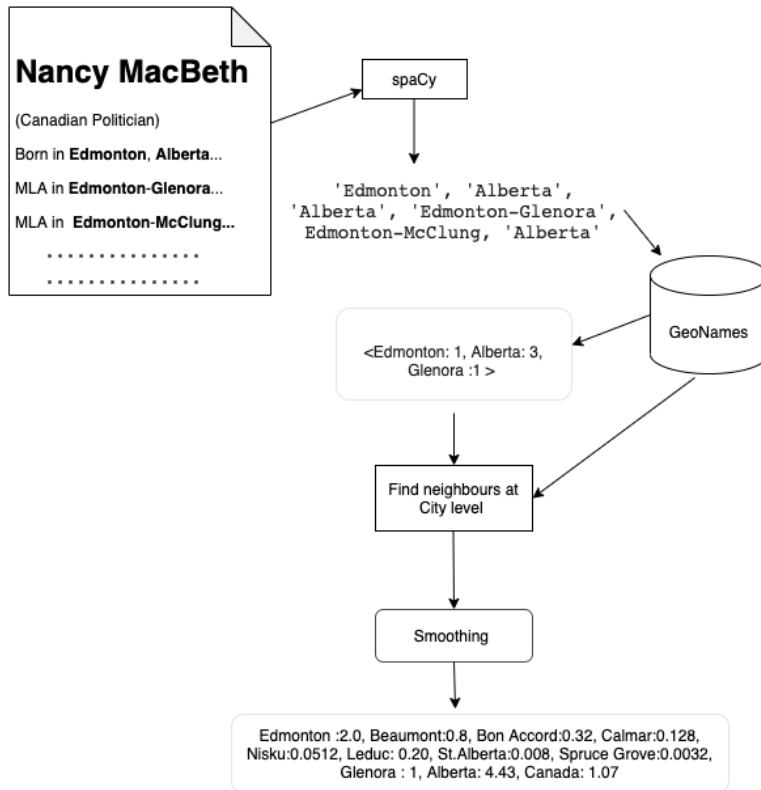 Nancy MacBeth
(Canadian Politician)
Born in Edmonton, Alberta...
MLA in Edmonton-Glenora...
MLA in Edmonton-McClung...
...............
...............
spaCy
'Edmonton', 'Alberta',
'Alberta', 'Edmonton-Glenora',
Edmonton-McClung, 'Alberta'
GeoNames
<Edmonton: 1, Alberta: 3,
Glenora :1 >
Find neighbours at
City level
Smoothing
Edmonton :2.0, Beaumont:0.8, Bon Accord:0.32, Calmar:0.128,
Nisku:0.0512, Leduc: 0.20, St.Alberta:0.008, Spruce Grove:0.0032,
Glenora : 1, Alberta: 4.43, Canada: 1.07